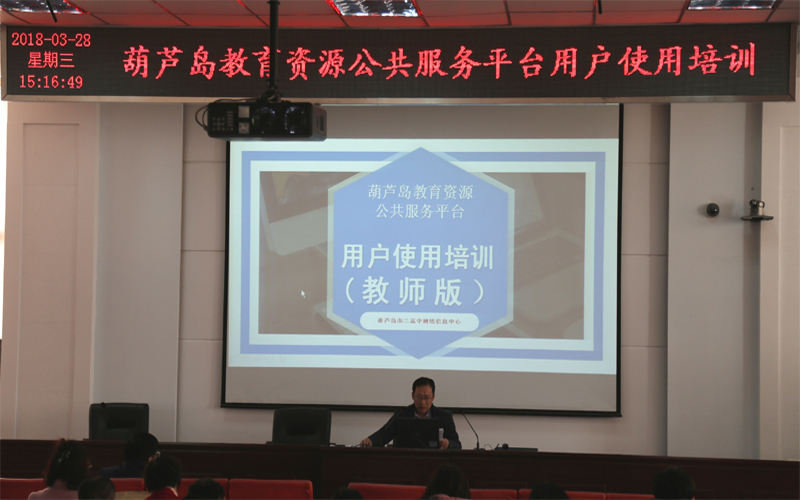 2018-03-28
星期三
15:16:49
葫芦岛教育资源公共服务平台用户使用培训
葫芦岛教育资源
公共服务平台
用户使用培训
（教师版）